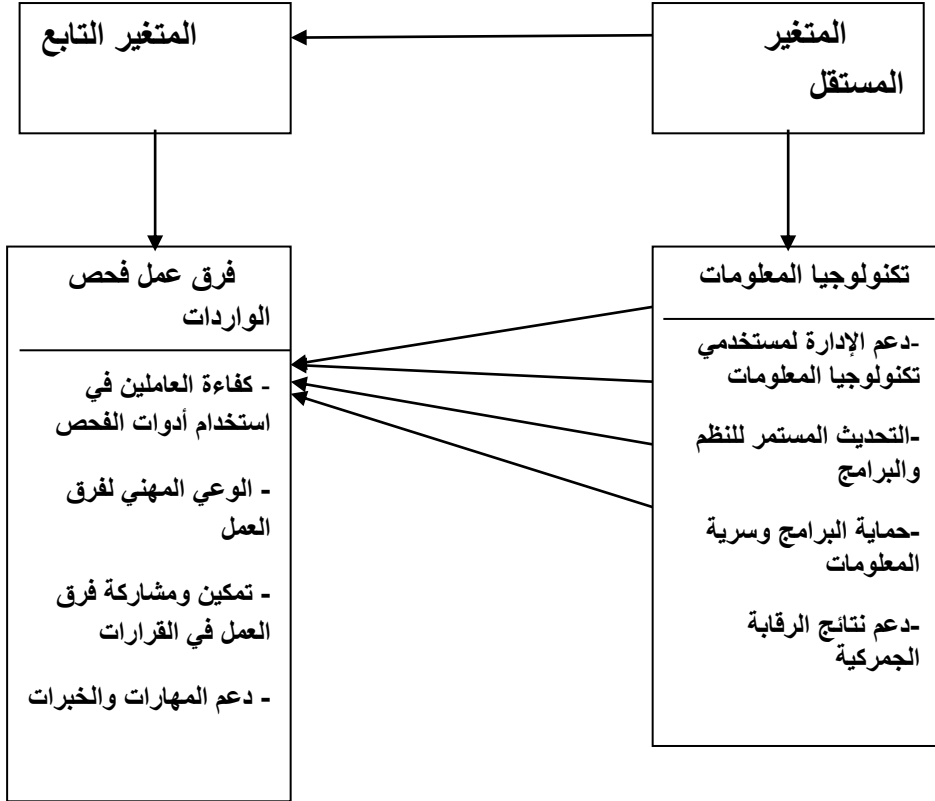 المتغير
المستقل
المتغير التابع
تكنولوجيا المعلومات
-دعم الإدارة لمستخدمي
تكنولوجيا المعلومات
-التحديث المستمر للنظم
والبرامج
-حماية البرامج وسرية
المعلومات
-دعم نتائج الرقابة
الجمركية
فرق عمل فحص
الواردات
- كفاءة العاملين في
استخدام أدوات الفحص
- الوعي المهني لفرق
العمل
- تمكين ومشاركة فرق
العمل في القرارات
- دعم المهارات والخبرات